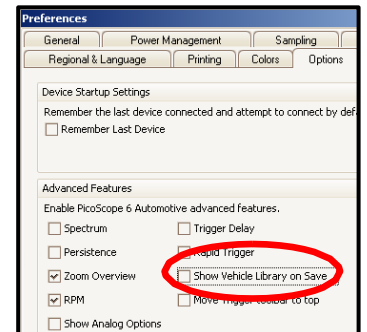 Preferences
General Power Management Sampling
Regional & Language Printing Colors Options
Device Startup Settings
Remember the last device connected and attempt to connect by def
Remember Last Device
Advanced Features
Enable PicoScope 6 Automotive advanced features.
Spectrum Trigger Delay
Persistence Rapid Trigger
Zoom Overview Show Vehicle Library on Save
RPM Move Trigger toolbar to top
Show Analog Options